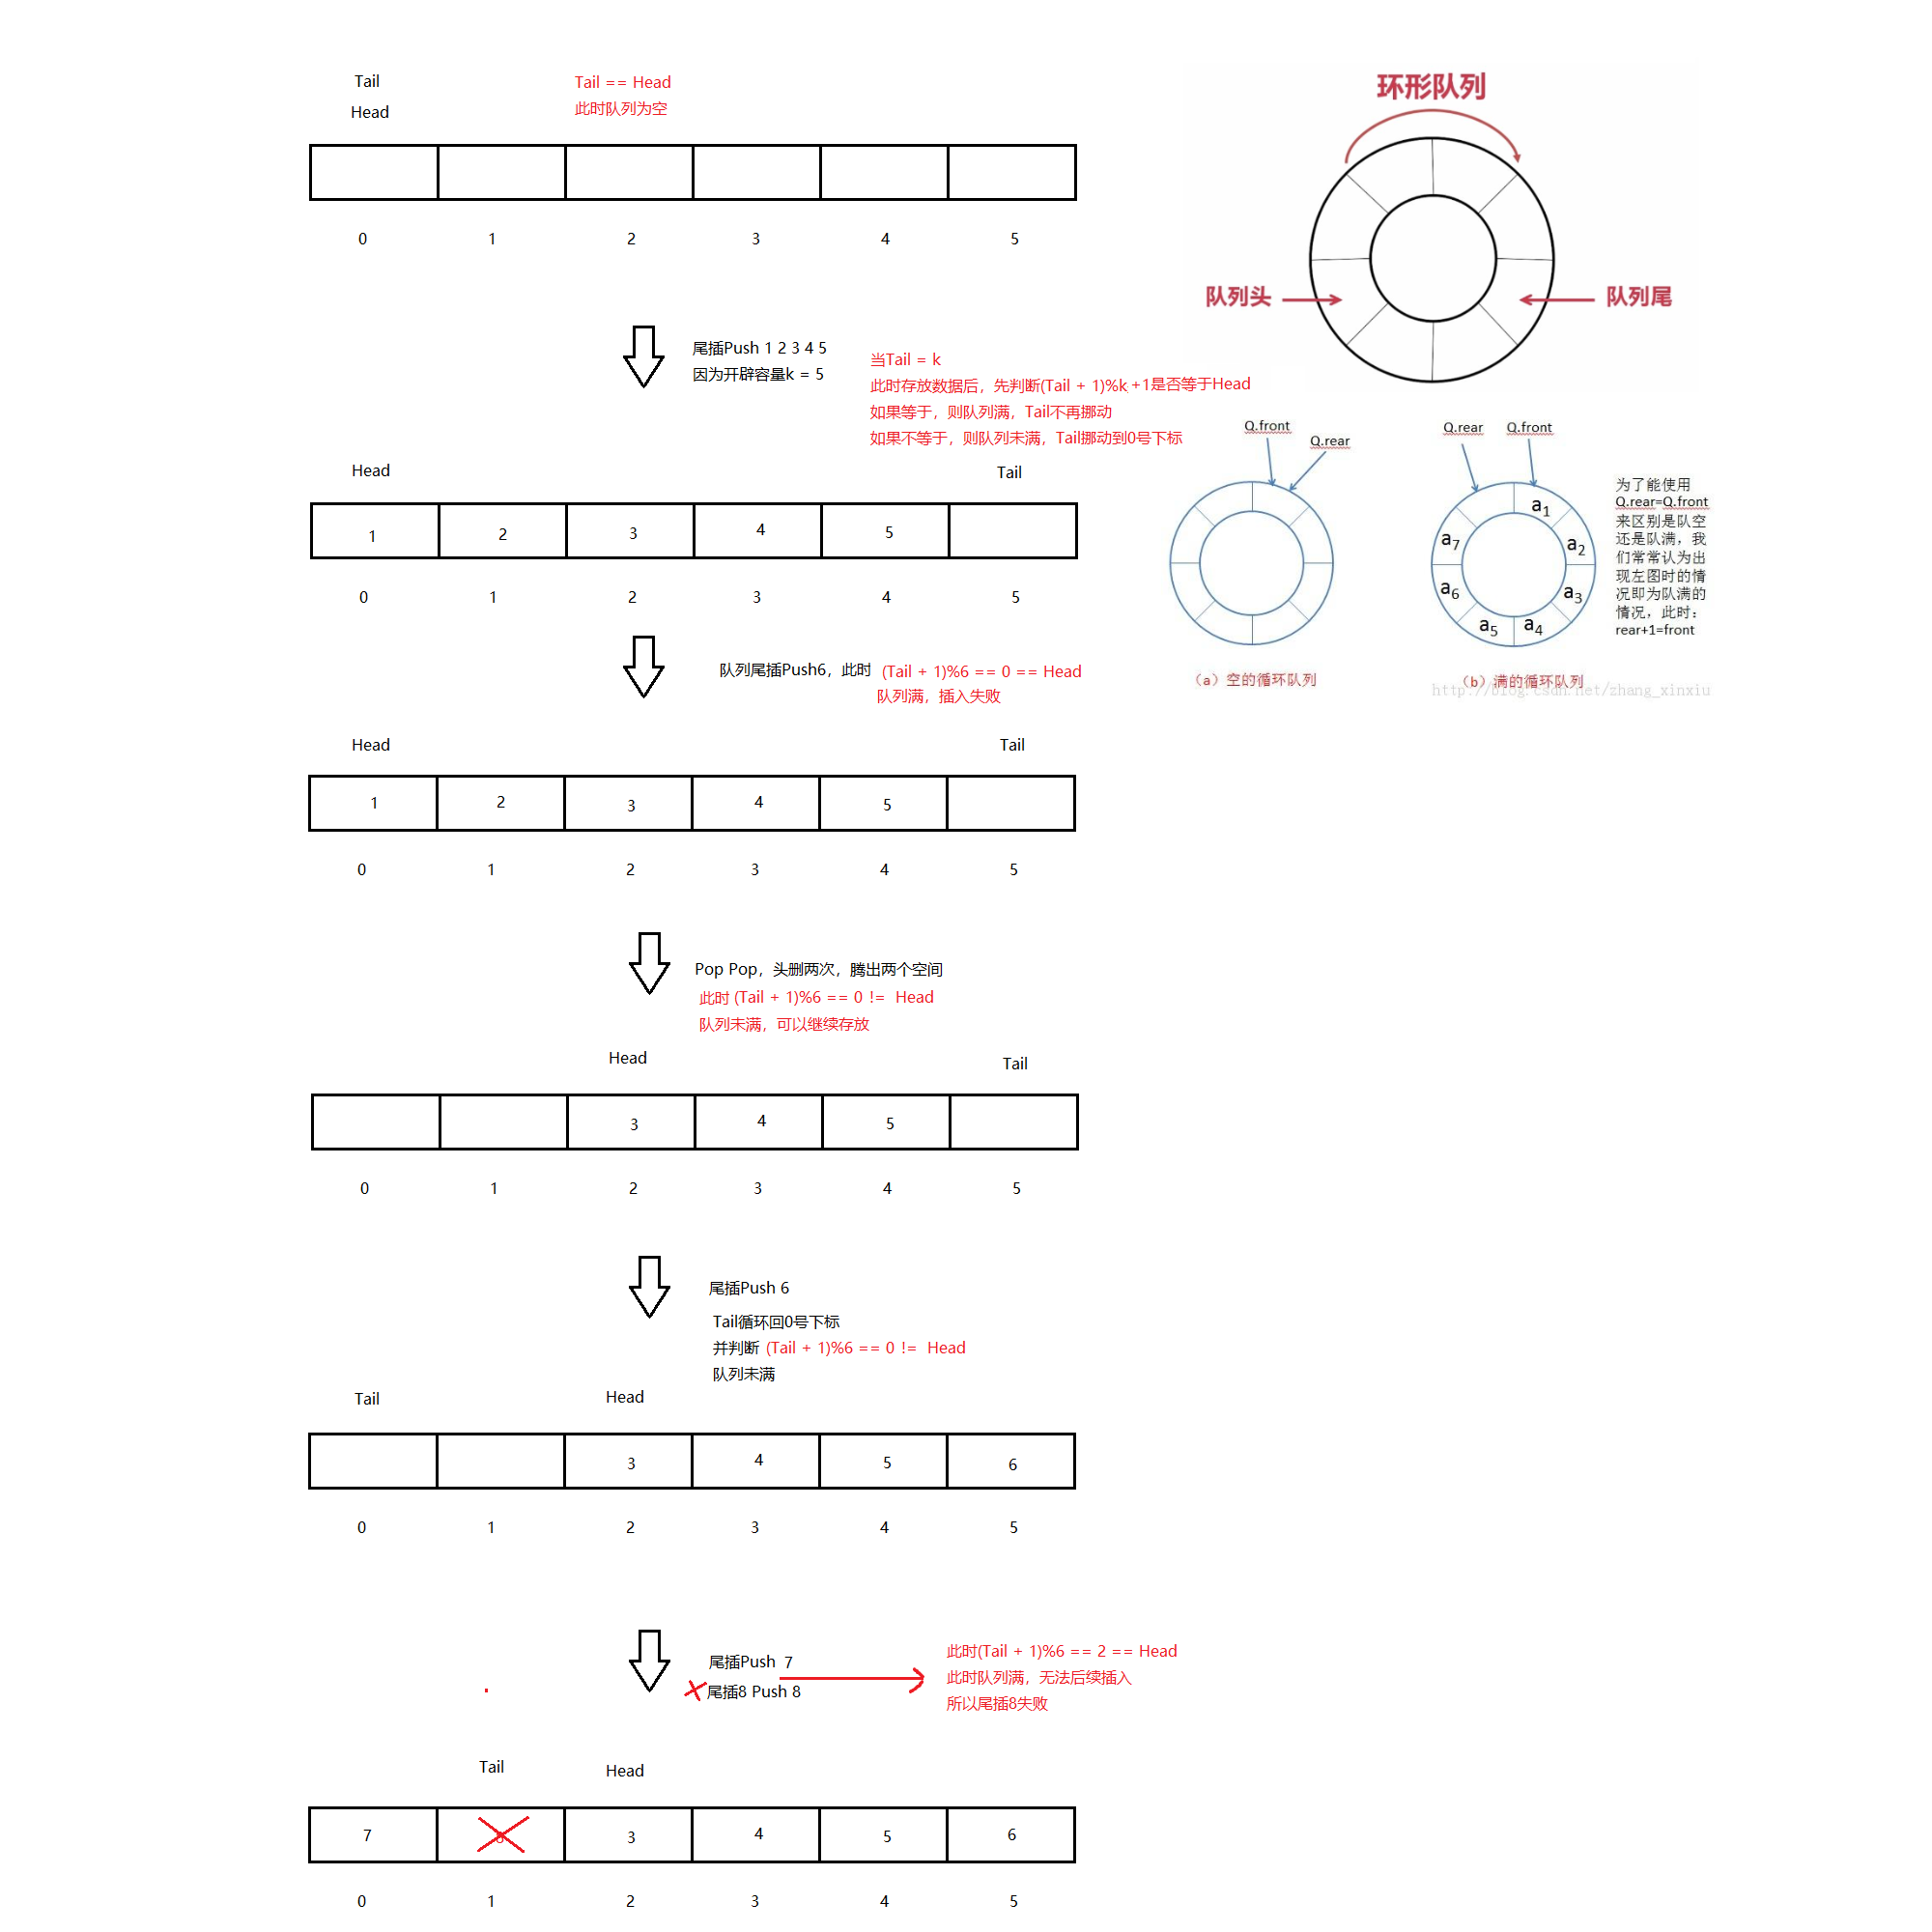 Tail
Head
Tail == Head
此时队列为空
0 1 2 3 4 5
环形队列
队列头
队列尾
尾插Push 1 2 3 4 5
因为开辟容量k = 5
当Tail = k
此时存放数据后，先判断(Tail + 1)%k +1是否等于Head
如果等于，则队列满，Tail不再挪动
如果不等于，则队列未满，Tail挪动到0号下标
Head
Tail
1 2 3 4 5
0 1 2 3 4 5
Q.front
Q.rear
Q.rear
Q.front
a1
a2
a3
a4
a5
a6
a7
为了能使用
Q.rear=Q.front
来区别是队空
还是队满，我
们常常认为出
现左图时的情
况即为队满的
情况，此时：
rear+1=front
（a）空的循环队列
（b）满的循环队列
http://blog.csdn.net/zhang_xinxiu
队列尾插Push6，此时 (Tail + 1)%6 == 0 == Head
队列满，插入失败
Head
Tail
1 2 3 4 5
0 1 2 3 4 5
Pop Pop，头删两次，腾出两个空间
此时 (Tail + 1)%6 == 0 != Head
队列未满，可以继续存放
Head
Tail
3 4 5
0 1 2 3 4 5
尾插Push 6
Tail循环回0号下标
并判断 (Tail + 1)%6 == 0 != Head
队列未满
Tail
Head
3 4 5 6
0 1 2 3 4 5
尾插Push 7
尾插8 Push 8
此时(Tail + 1)%6 == 2 == Head
此时队列满，无法后续插入
所以尾插8失败
Tail
Head
7 3 4 5 6
0 1 2 3 4 5